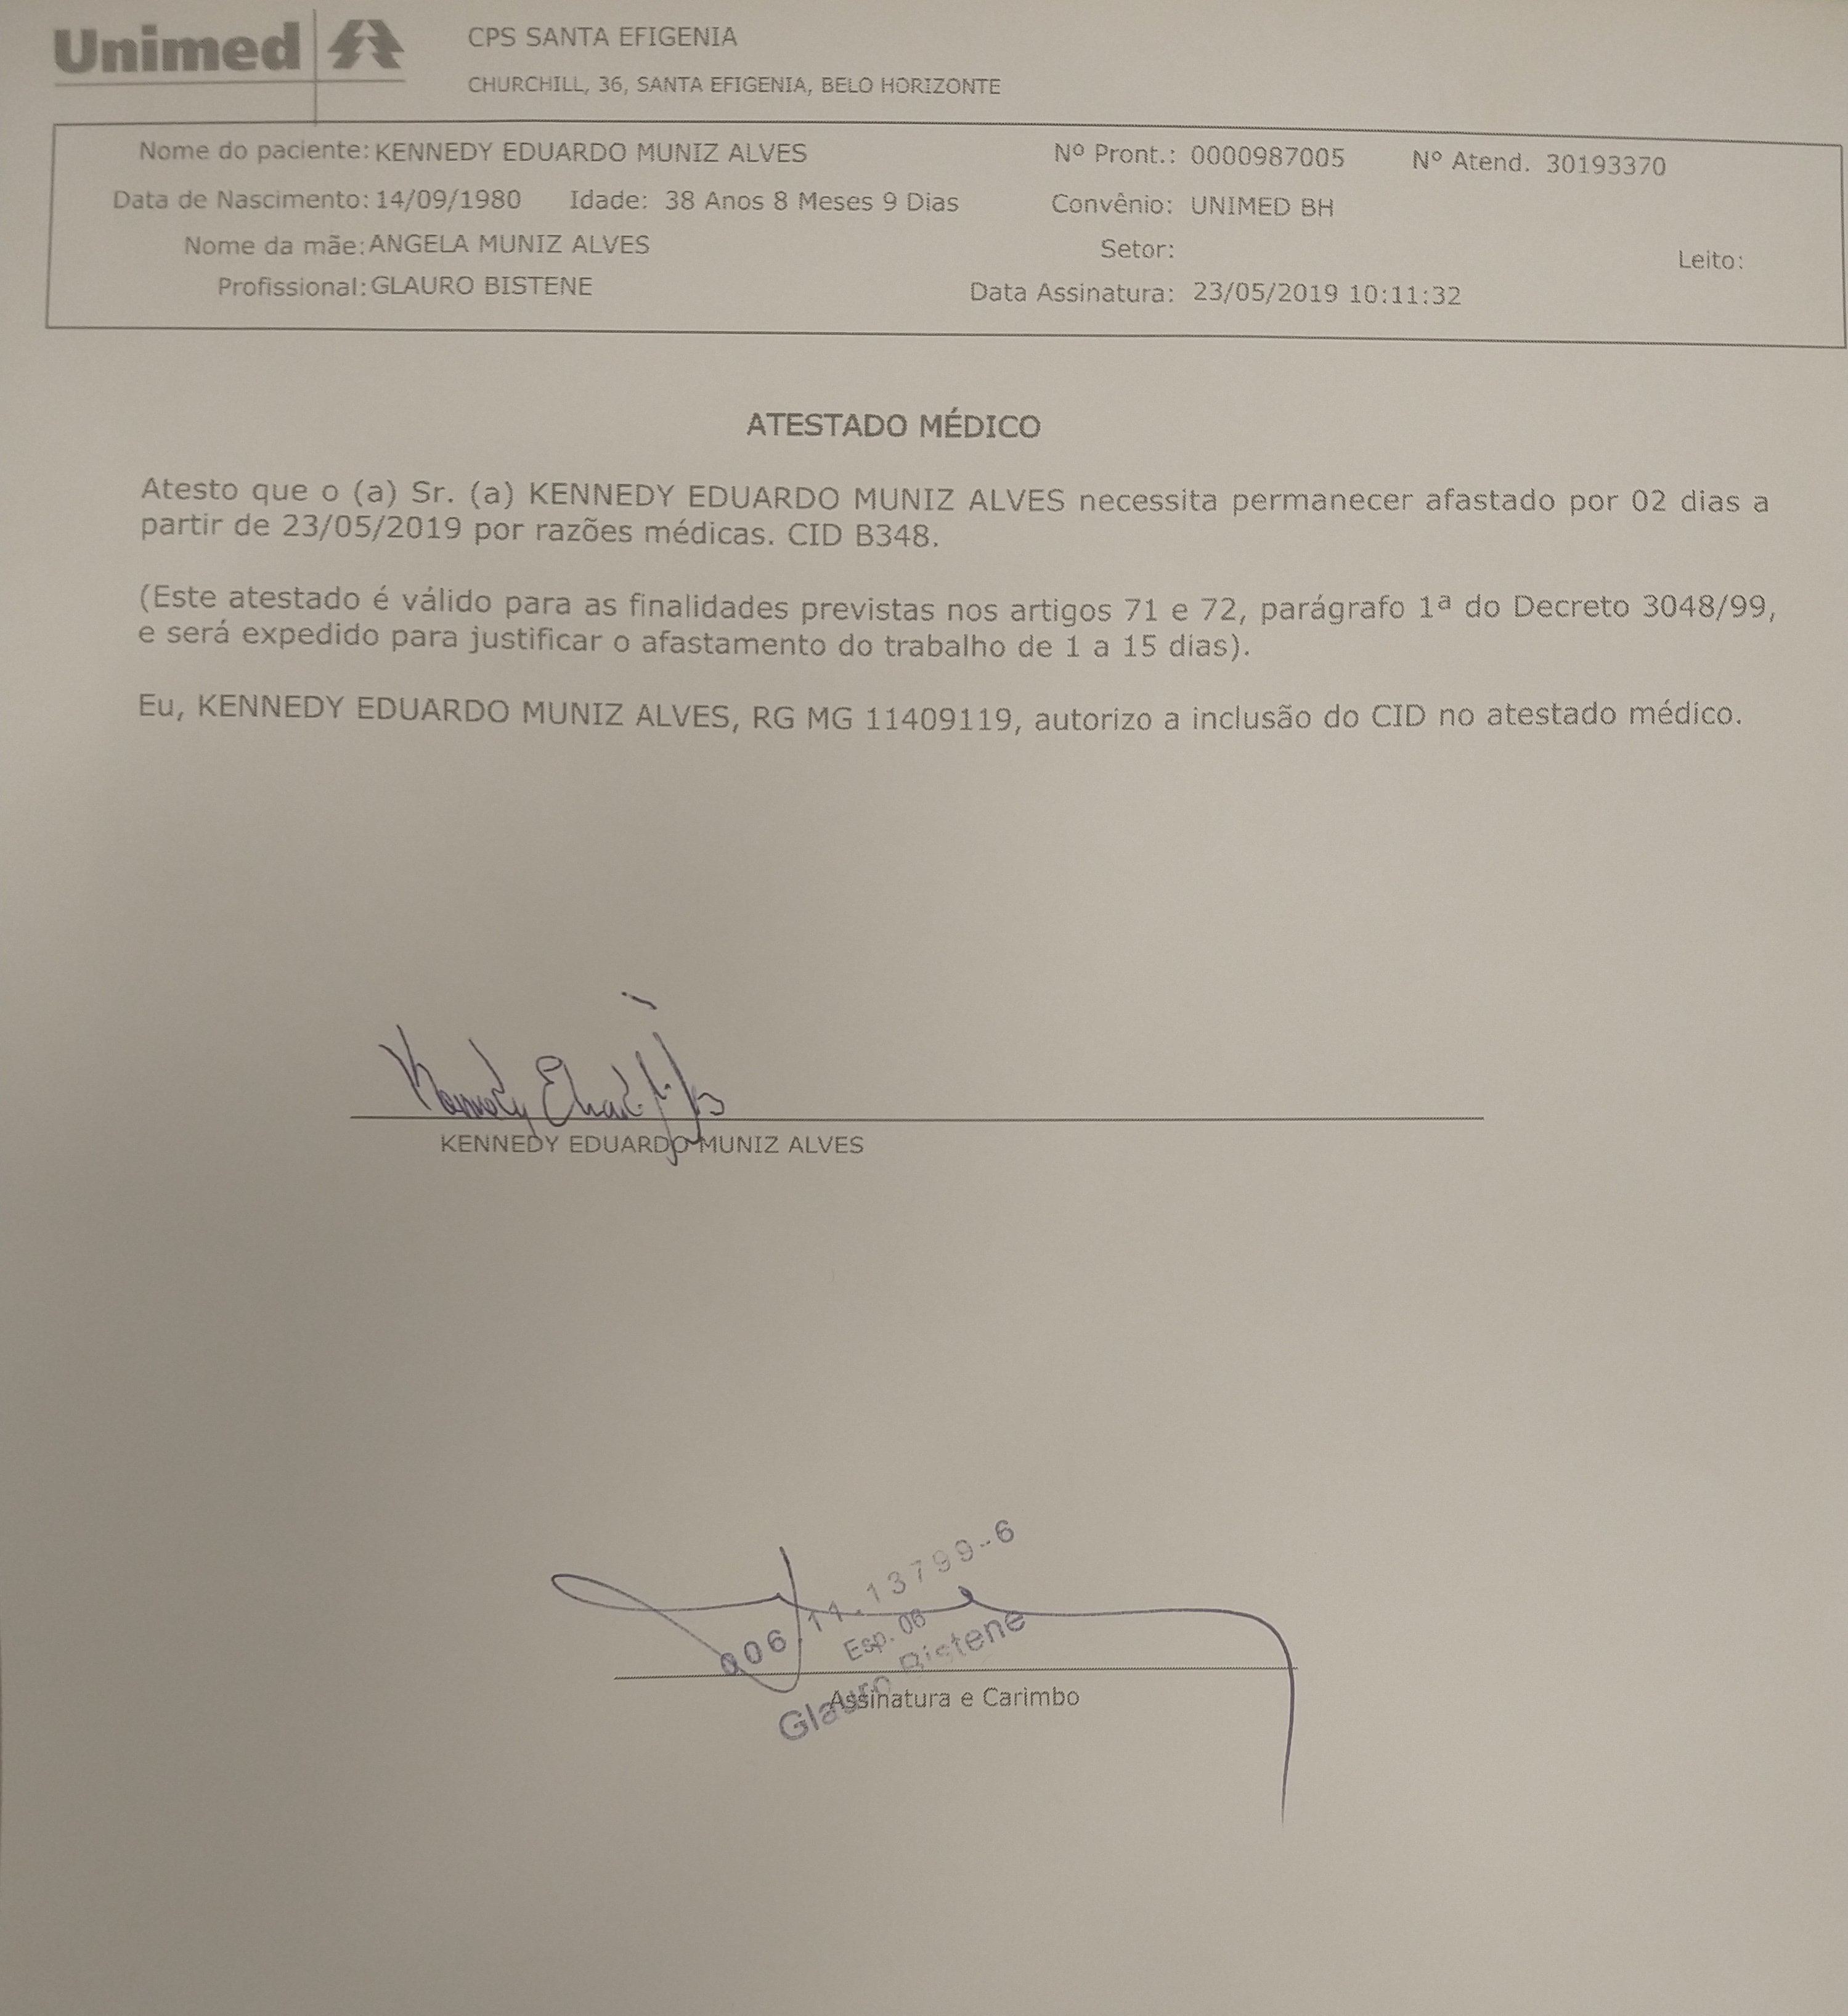 Unimed
CPS SANTA EFIGENIA
CHURCHILL, 36, SANTA EFIGENIA, BELO HORIZONTE
Nome do paciente: KENNEDY EDUARDO MUNIZ ALVES Nº Pront.: 0000987005 Nº Atend. 30193370
Data de Nascimento: 14/09/1980 Idade: 38 Anos 8 Meses 9 Dias Convênio: UNIMED BH
Nome da mãe: ANGELA MUNIZ ALVES Setor: Leito:
Profissional: GLAURO BISTENE Data Assinatura: 23/05/2019 10:11:32
ATESTADO MÉDICO
Atesto que o (a) Sr. (a) KENNEDY EDUARDO MUNIZ ALVES necessita permanecer afastado por 02 dias a
partir de 23/05/2019 por razões médicas. CID B348.
(Este atestado é válido para as finalidades previstas nos artigos 71 e 72, parágrafo 1ª do Decreto 3048/99,
e será expedido para justificar o afastamento do trabalho de 1 a 15 dias).
Eu, KENNEDY EDUARDO MUNIZ ALVES, RG MG 11409119, autorizo a inclusão do CID no atestado médico.
KENNEDY EDUARDO MUNIZ ALVES
006 11.13799-6
Esp. 06
Glauro Bistene
Assinatura e Carimbo